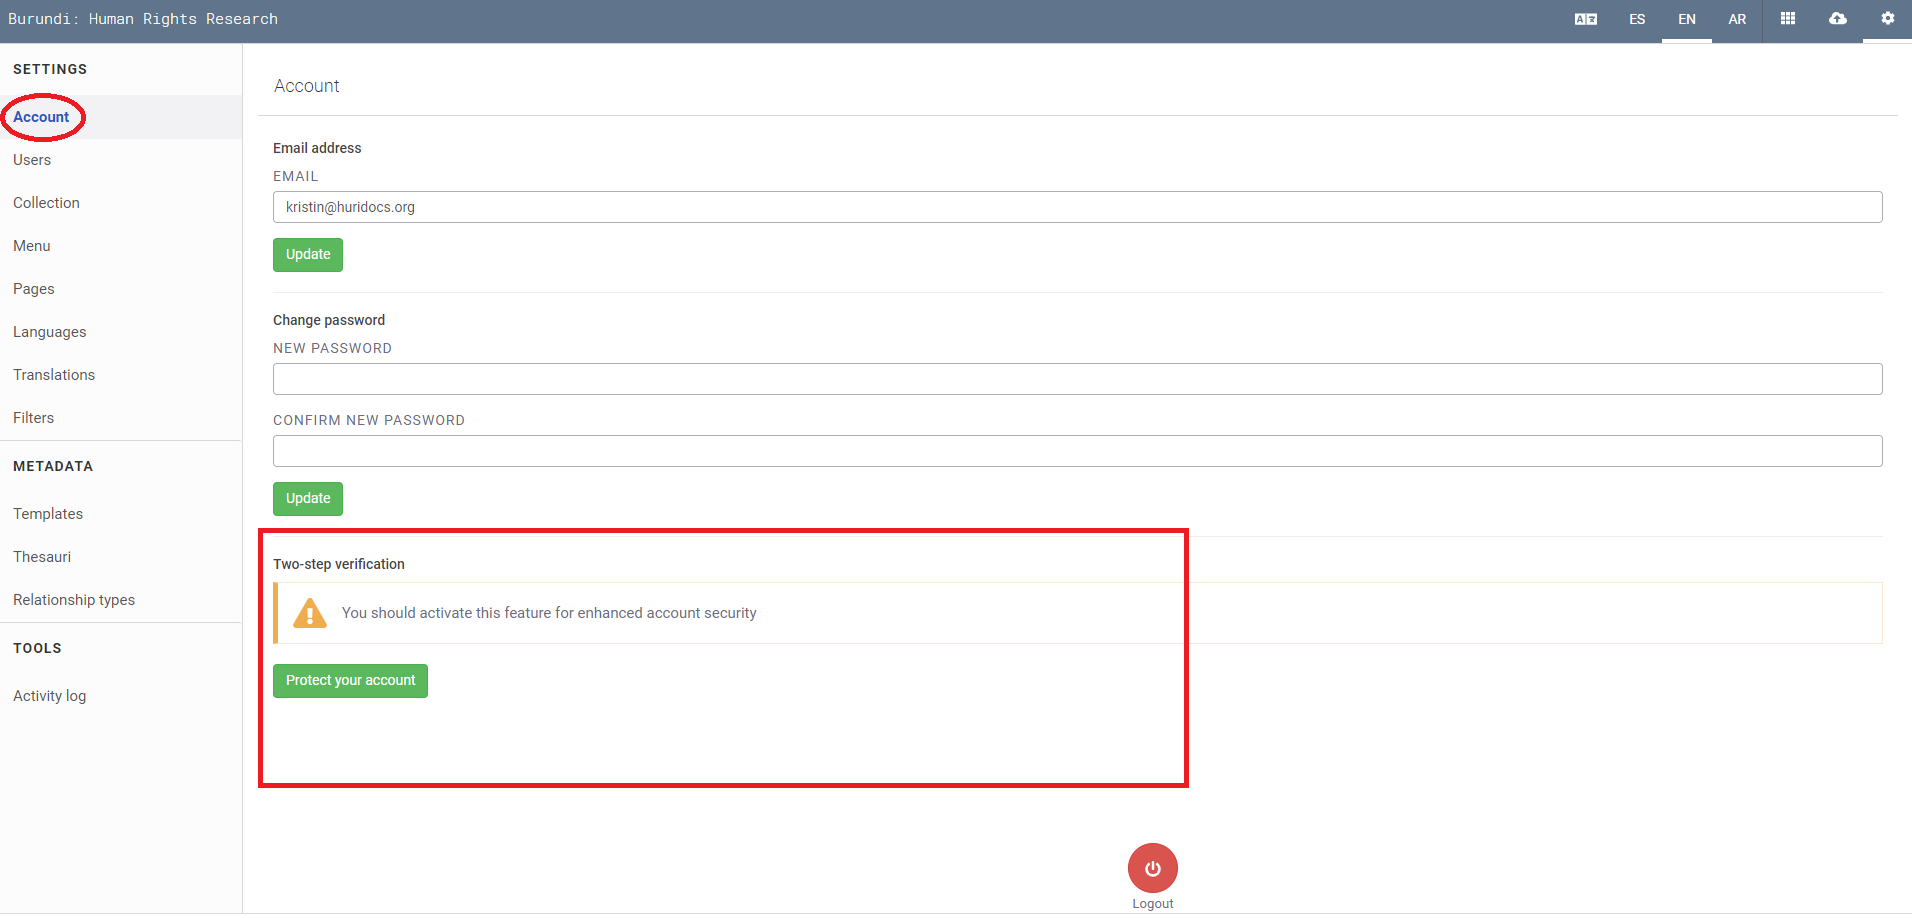 Burundi: Human Rights Research
ES
EN
AR
SETTINGS
Account
Users
Collection
Menu
Pages
Languages
Translations
Filters
METADATA
Templates
Thesauri
Relationship types
TOOLS
Activity log
Account
Email address
EMAIL
kristin@huridocs.org
Update
Change password
NEW PASSWORD
CONFIRM NEW PASSWORD
Update
Two-step verification
You should activate this feature for enhanced account security
Protect your account
Logout